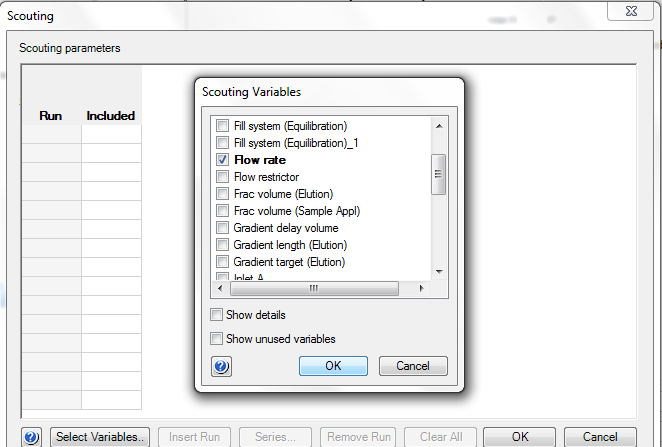 Scouting
Scouting parameters
Run Included
Scouting Variables
Fill system (Equilibration)
Fill system (Equilibration)_1
Flow rate
Flow restrictor
Frac volume (Elution)
Frac volume (Sample Appl)
Gradient delay volume
Gradient length (Elution)
Gradient target (Elution)
Inlet A
Show details
Show unused variables
OK Cancel
Select Variables.. Insert Run Series... Remove Run Clear All OK Cancel